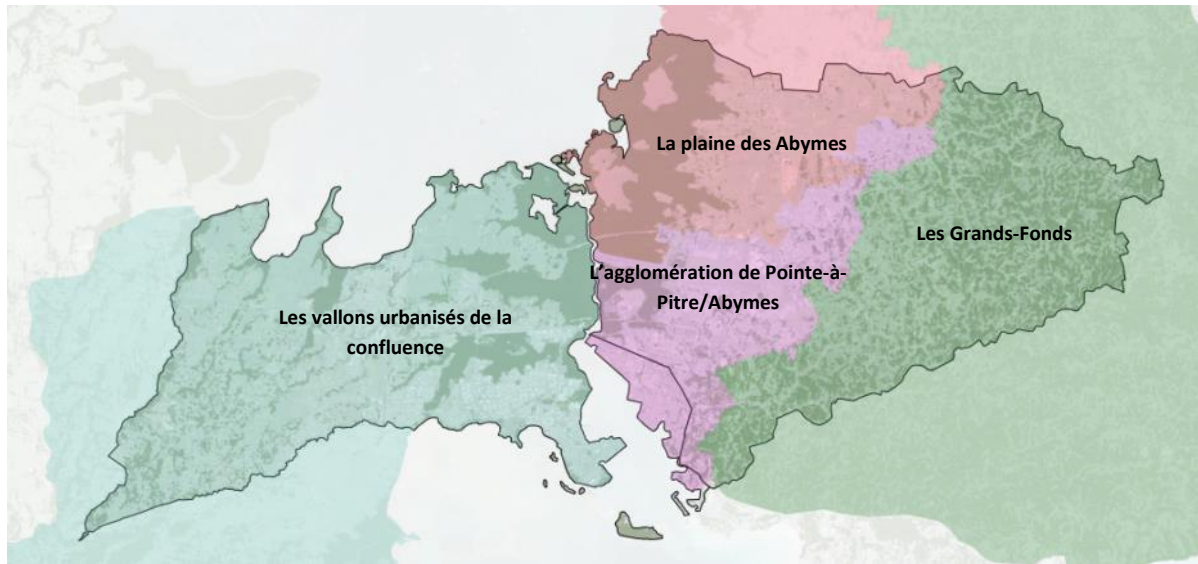 La plaine des Abymes
Les Grands-Fonds
L'agglomération de Pointe-à-
Pitre/Abymes
Les vallons urbanisés de la
confluence